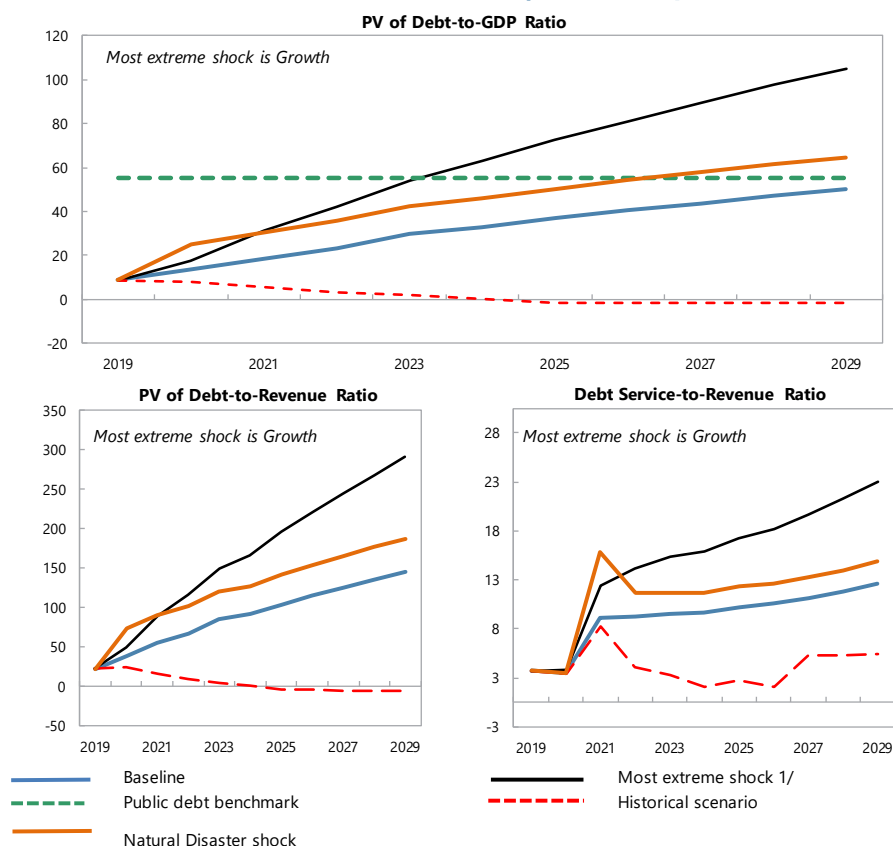 PV of Debt-to-GDP Ratio
Most extreme shock is Growth
120
100
80
60
40
20
0
-20
2019 2021 2023 2025 2027 2029
PV of Debt-to-Revenue Ratio
Most extreme shock is Growth
350
300
250
200
150
100
50
0
-50
2019 2021 2023 2025 2027 2029
Debt Service-to-Revenue Ratio
Most extreme shock is Growth
28
23
18
13
8
3
-3
2019 2021 2023 2025 2027 2029
Baseline
Public debt benchmark
Natural Disaster shock
Most extreme shock 1/
Historical scenario